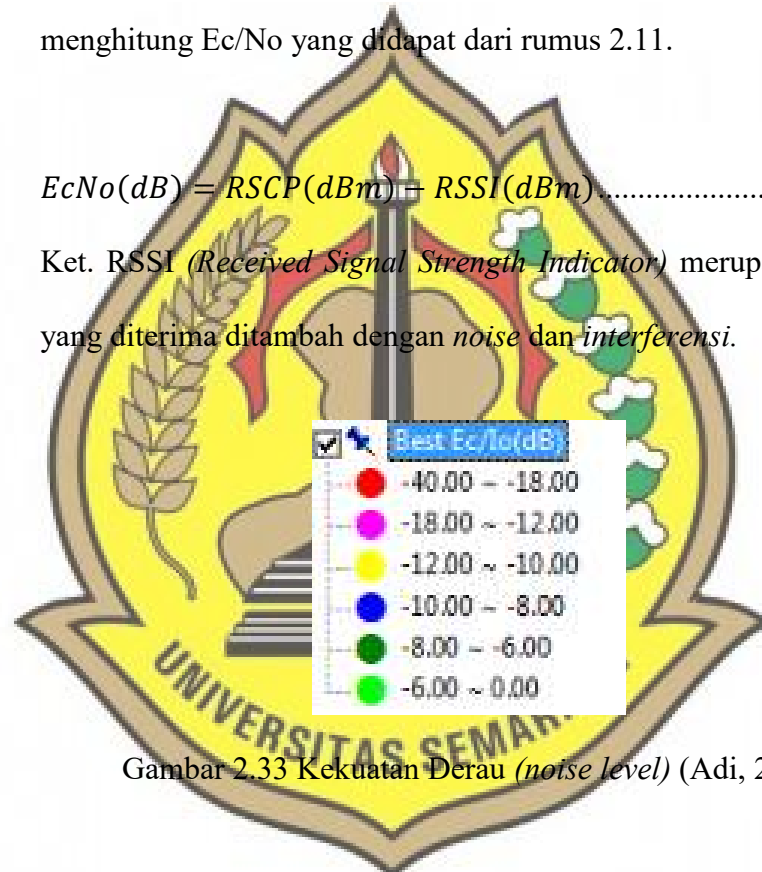 menghitung Ec/No yang didapat dari rumus 2.11.
EcNo(dB) = RSCP(dBm) − RSSI(dBm).....................
Ket. RSSI (Received Signal Strength Indicator) merup
yang diterima ditambah dengan noise dan interferensi.
Best Ec/Io(dB)
-40.00 ~ -18.00
-18.00 ~ -12.00
-12.00 ~ -10.00
-10.00 ~ -8.00
-8.00 ~ -6.00
-6.00 ~ 0.00
UNIVERSITAS SEMAR
Gambar 2.33 Kekuatan Derau (noise level) (Adi, 2